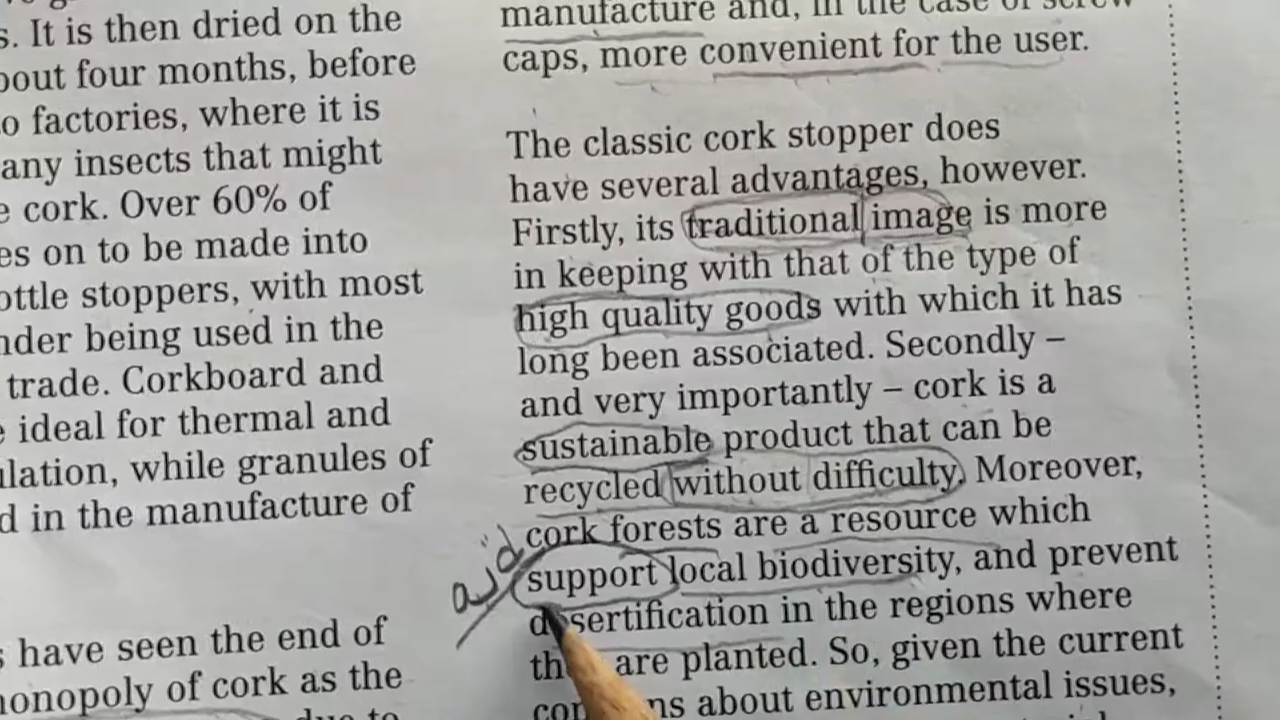 s. It is then dried on the
about four months, before
to factories, where it is
any insects that might
e cork. Over 60% of
es on to be made into
bottle stoppers, with most
nder being used in the
trade. Corkboard and
e ideal for thermal and
ulation, while granules of
d in the manufacture of
s have seen the end of
monopoly of cork as the
due to
manufacture and, in the case of screw
caps, more convenient for the user.
The classic cork stopper does
have several advantages, however.
Firstly, its traditional image is more
in keeping with that of the type of
high quality goods with which it has
long been associated. Secondly –
and very importantly – cork is a
sustainable product that can be
recycled without difficulty. Moreover,
cork forests are a resource which
aid
support local biodiversity, and prevent
desertification in the regions where
are planted. So, given the current
about environmental issues,